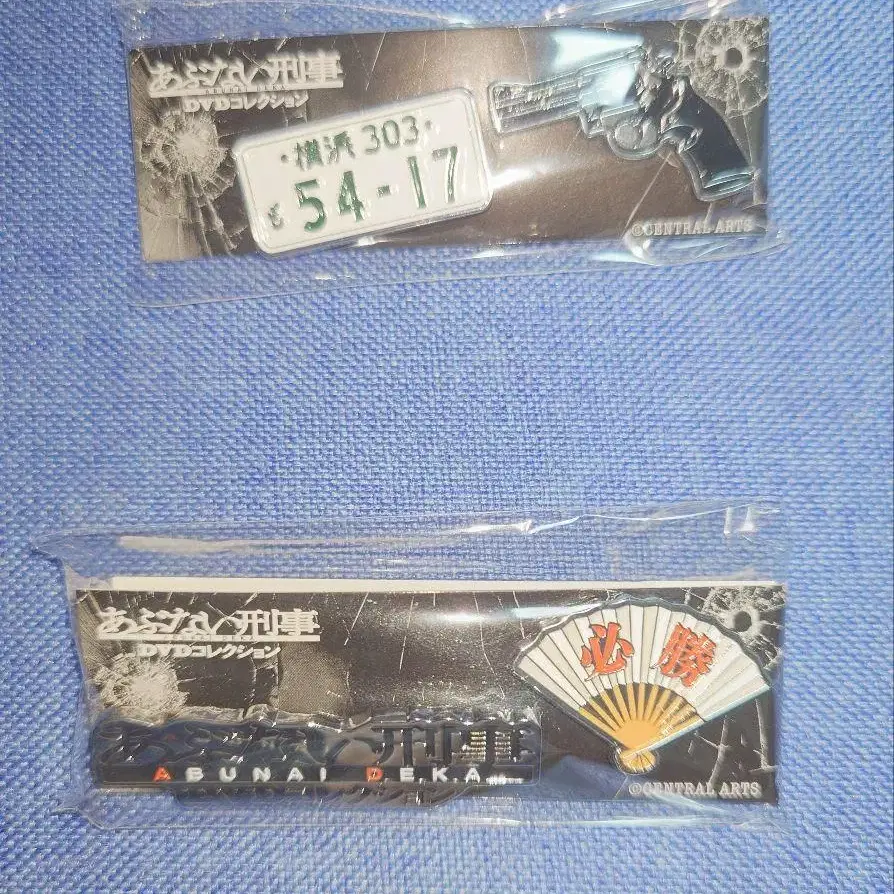 あぶない刑事
ABUNAI DEKA
DVDコレクション
・横浜 303・
も 54-17
©CENTRAL ARTS
あぶない刑事
DVDコレクション
必勝
あぶない刑事
ABUNAI D.E.K.A
©CENTRAL ARTS